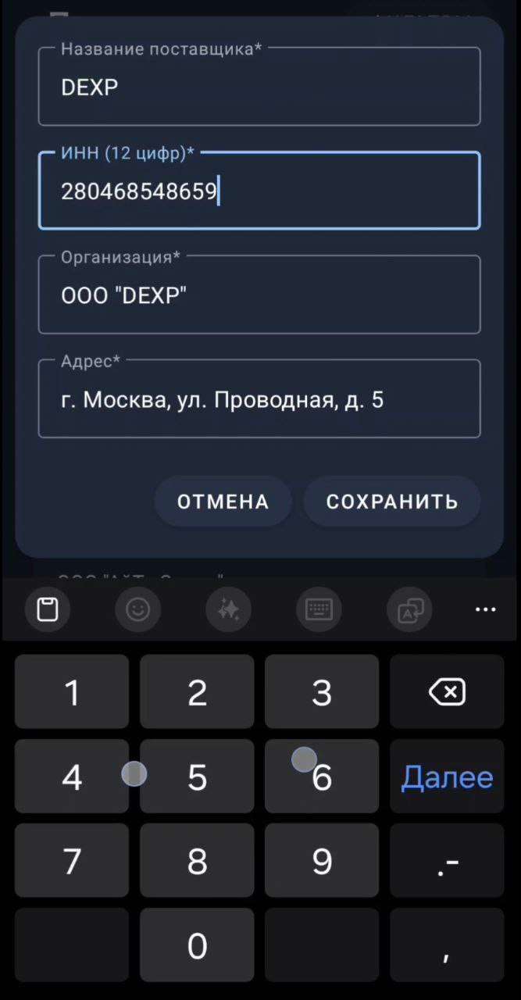 Название поставщика*
DEXP
ИНН (12 цифр)*
280468548659
Организация*
ООО "DEXP"
Адрес*
г. Москва, ул. Проводная, д. 5
ОТМЕНА
СОХРАНИТЬ
1
2
3
4
5
6
Далее
7
8
9
.-
0
,